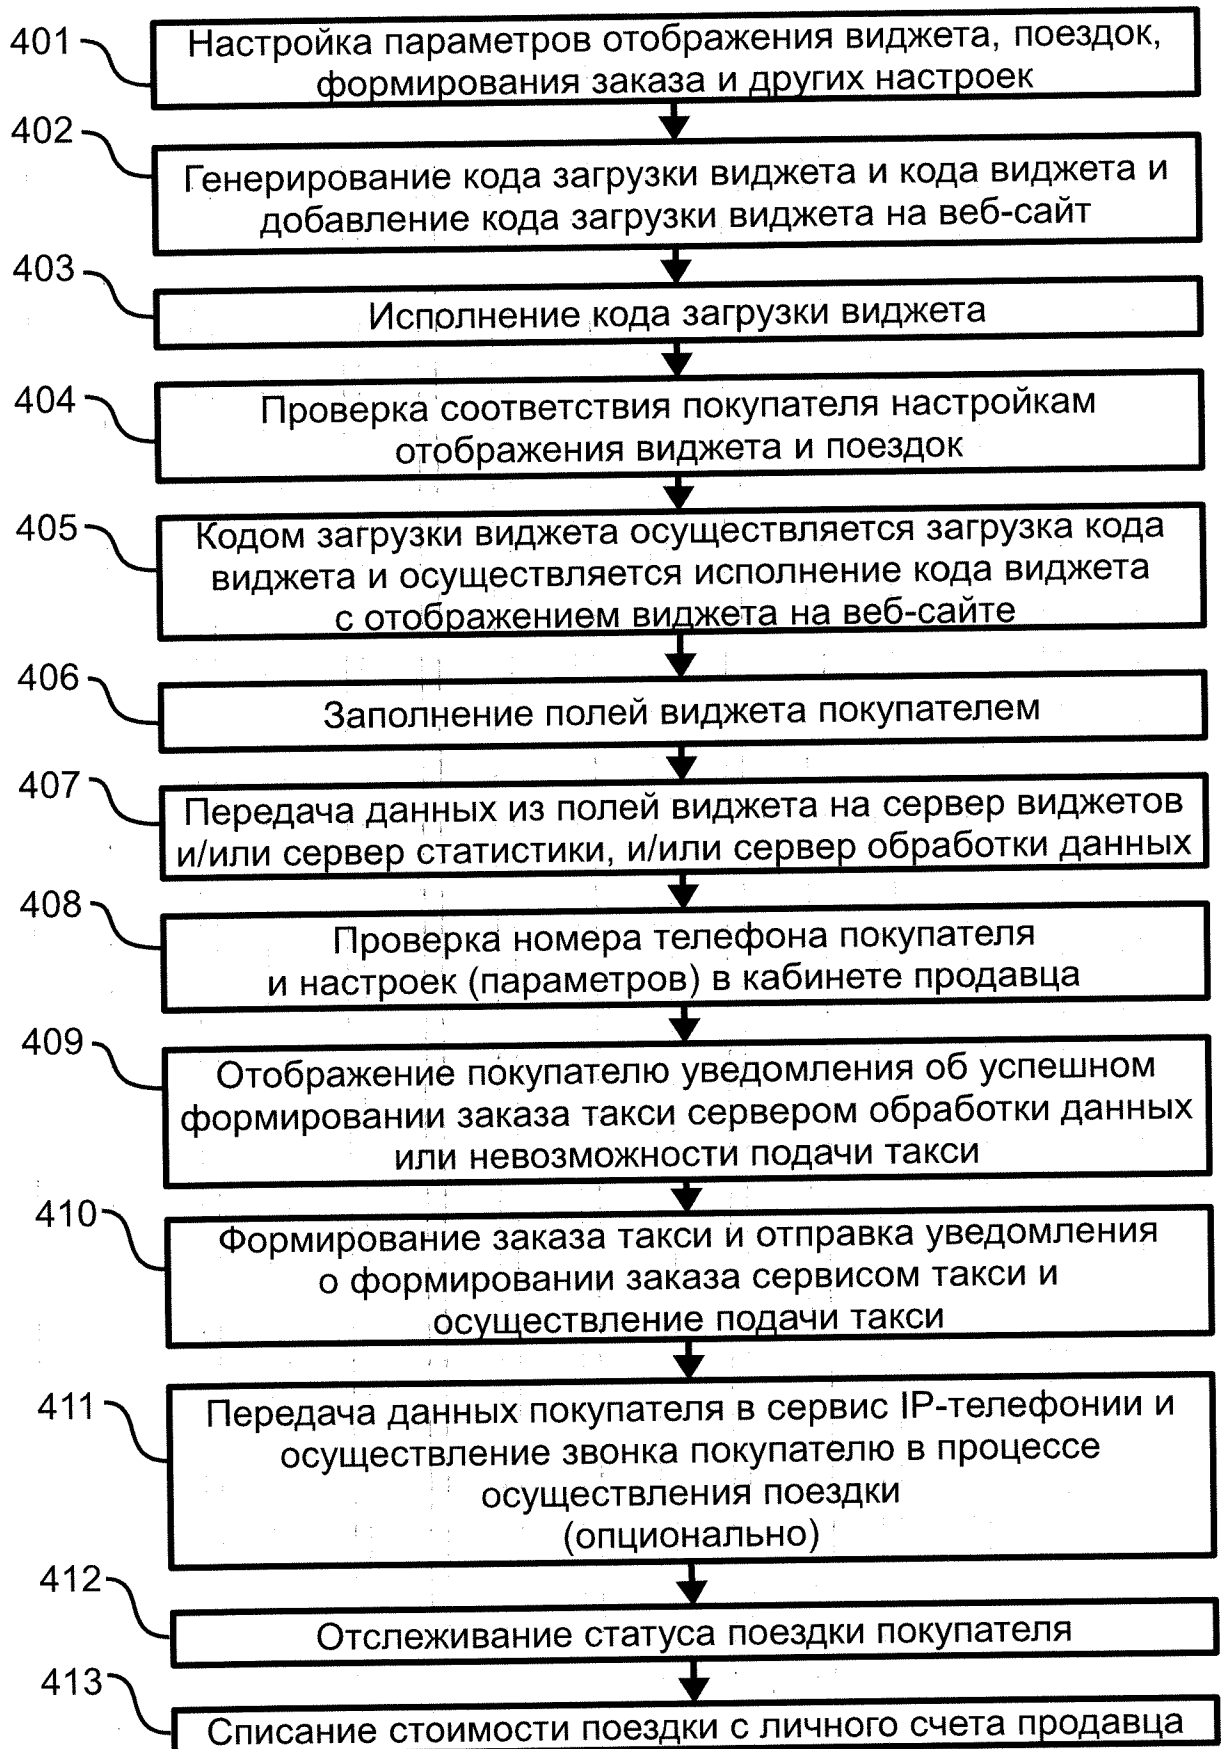 401
Настройка параметров отображения виджета, поездок,
формирования заказа и других настроек
402
Генерирование кода загрузки виджета и кода виджета и
добавление кода загрузки виджета на веб-сайт
403
Исполнение кода загрузки виджета
404
Проверка соответствия покупателя настройкам
отображения виджета и поездок
405
Кодом загрузки виджета осуществляется загрузка кода
виджета и осуществляется исполнение кода виджета
с отображением виджета на веб-сайте
406
Заполнение полей виджета покупателем
407
Передача данных из полей виджета на сервер виджетов
и/или сервер статистики, и/или сервер обработки данных
408
Проверка номера телефона покупателя
и настроек (параметров) в кабинете продавца
409
Отображение покупателю уведомления об успешном
формировании заказа такси сервером обработки данных
или невозможности подачи такси
410
Формирование заказа такси и отправка уведомления
о формировании заказа сервисом такси и
осуществление подачи такси
411
Передача данных покупателя в сервис IP-телефонии и
осуществление звонка покупателю в процессе
осуществления поездки
(опционально)
412
Отслеживание статуса поездки покупателя
413
Списание стоимости поездки с личного счета продавца